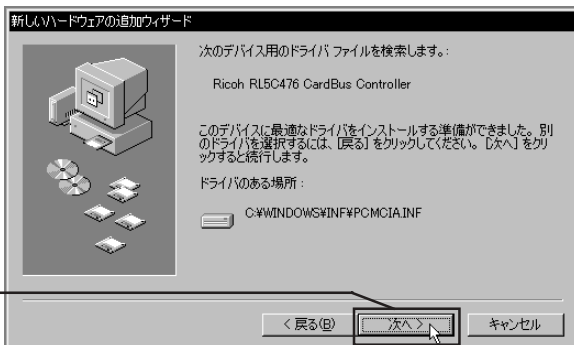 新しいハードウェアの追加ウィザード
次のデバイス用のドライバ ファイルを検索します。:
Ricoh RL5C476 CardBus Controller
このデバイスに最適なドライバをインストールする準備ができました。別
のドライバを選択するには、[戻る] をクリックしてください。[次へ] をクリ
ックすると続行します。
ドライバのある場所:
C:¥WINDOWS¥INF¥PCMCIA.INF
< 戻る(B)
次へ >
キャンセル